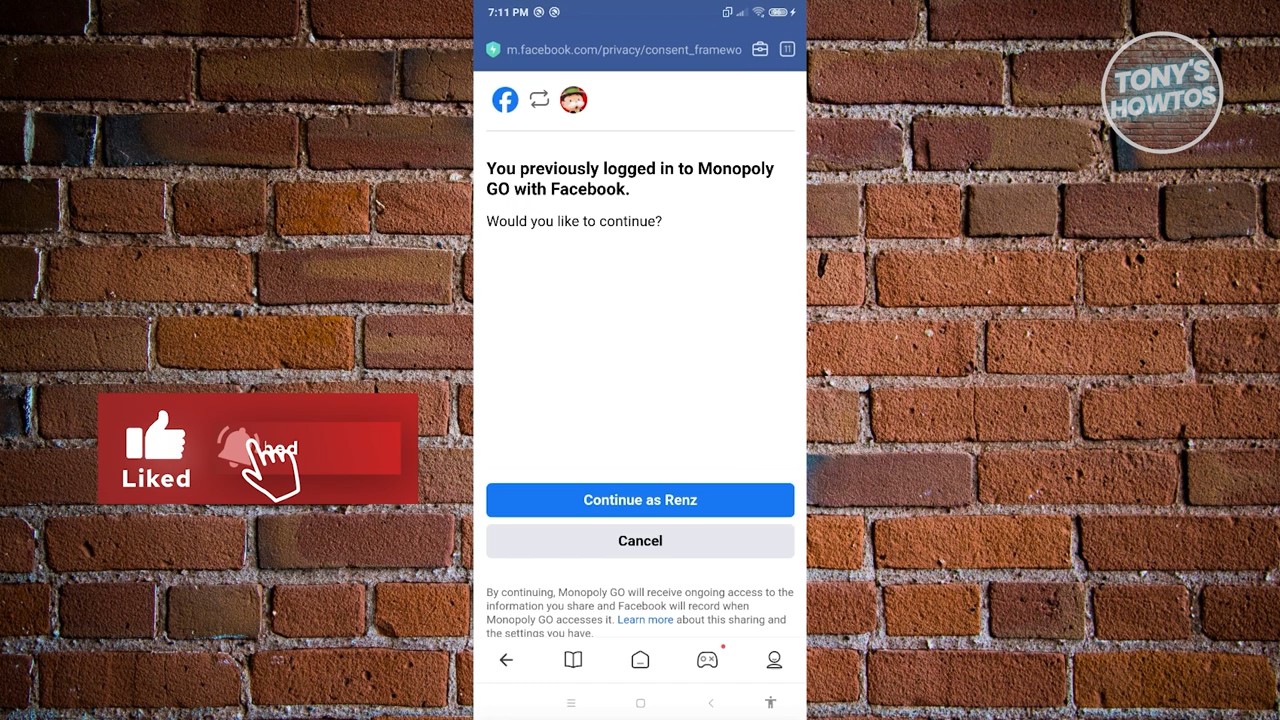 7:11 PM
m.facebook.com/privacy/consent_framewo
11
TONY'S
HOWTOS
You previously logged in to Monopoly
GO with Facebook.
Would you like to continue?
Liked
Continue as Renz
Cancel
By continuing, Monopoly GO will receive ongoing access to the
information you share and Facebook will record when
Monopoly GO accesses it. Learn more about this sharing and
the settings you have.